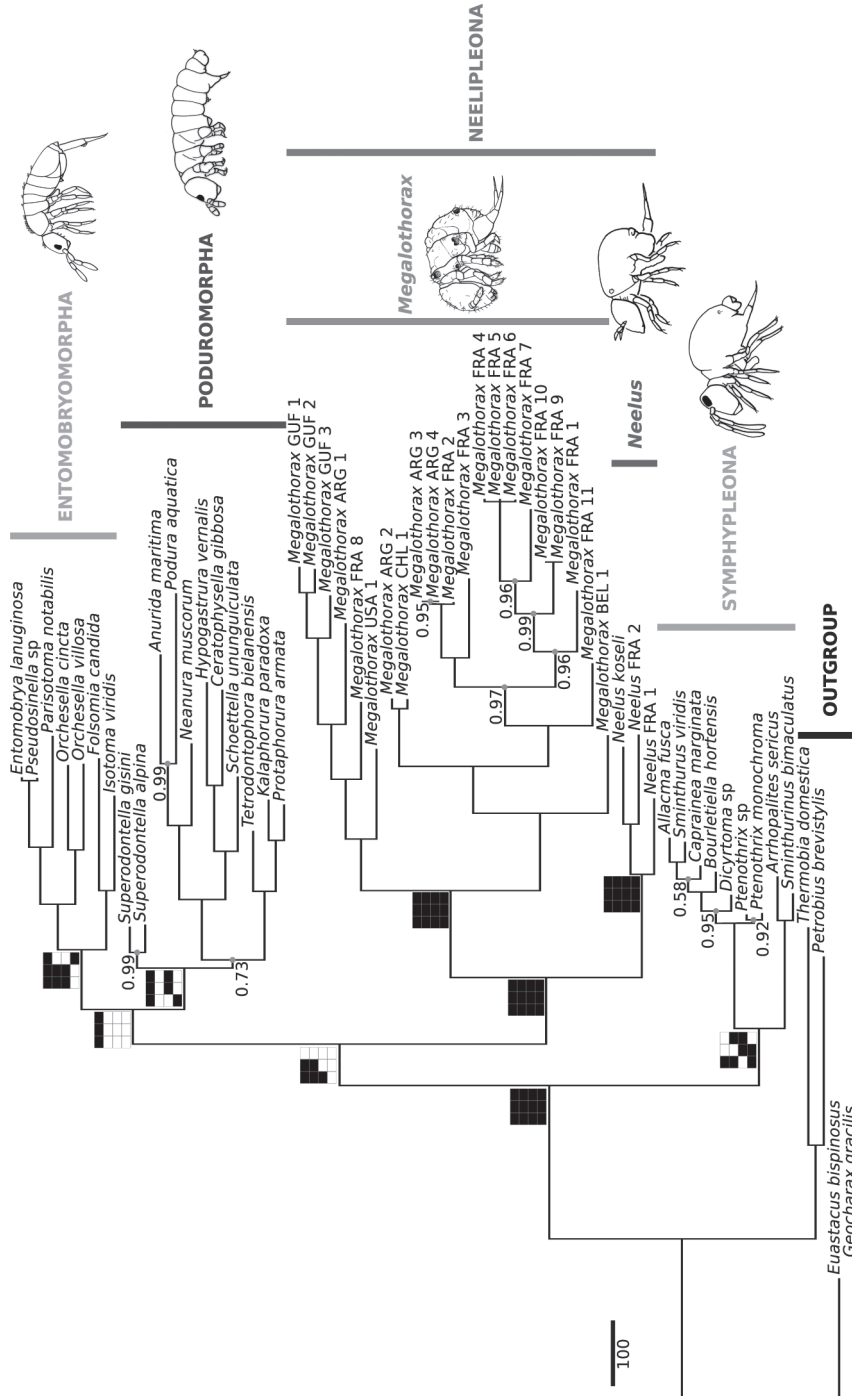 Entomobrya lanuginosa
Pseudosinella sp
Parisotoma notabilis
Orchesella cincta
Orchesella villosa
Folsomia candida
Isotoma viridis
Superodontella gisini
Superodontella alpina
Anurida maritima
Podura aquatica
Neanura muscorum
Hypogastrura vernalis
Ceratophysella gibbosa
Schoettella ununguiculata
Tetrodontophora bielanensis
Kalaphorura paradoxa
Protaphorura armata
Megalothorax GUF 1
Megalothorax GUF 2
Megalothorax GUF 3
Megalothorax ARG 1
Megalothorax FRA 8
Megalothorax USA 1
Megalothorax ARG 2
Megalothorax CHL 1
Megalothorax ARG 3
Megalothorax ARG 4
Megalothorax FRA 2
Megalothorax FRA 3
Megalothorax FRA 4
Megalothorax FRA 5
Megalothorax FRA 6
Megalothorax FRA 7
Megalothorax FRA 10
Megalothorax FRA 9
Megalothorax FRA 1
Megalothorax FRA 11
Megalothorax BEL 1
Neelus koseli
Neelus FRA 2
Neelus FRA 1
Allacma fusca
Sminthurus viridis
Caprainea marginata
Bourletiella hortensis
Dicyrtoma sp
Ptenothrix sp
Ptenothrix monochroma
Arrhopalites sericus
Sminthurinus bimaculatus
Thermobia domestica
Petrobius brevistylis
Euastacus bispinosus
Geocharax gracilis
0.99
0.99
0.73
0.95
0.97
0.96
0.99
0.96
0.58
0.95
0.92
100
ENTOMOBRYOMORPHA
PODUROMORPHA
Megalothorax
NEELIPLEONA
Neelus
SYMPHYPLEONA
OUTGROUP